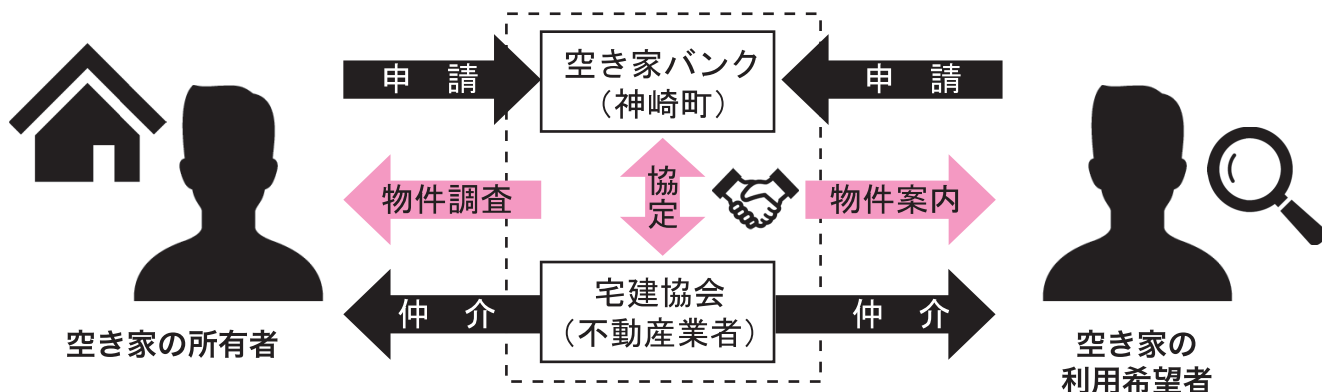 申請
空き家バンク
(神崎町)
申請
物件調査
協定
物件案内
仲介
宅建協会
(不動産業者)
仲介
空き家の所有者
空き家の
利用希望者